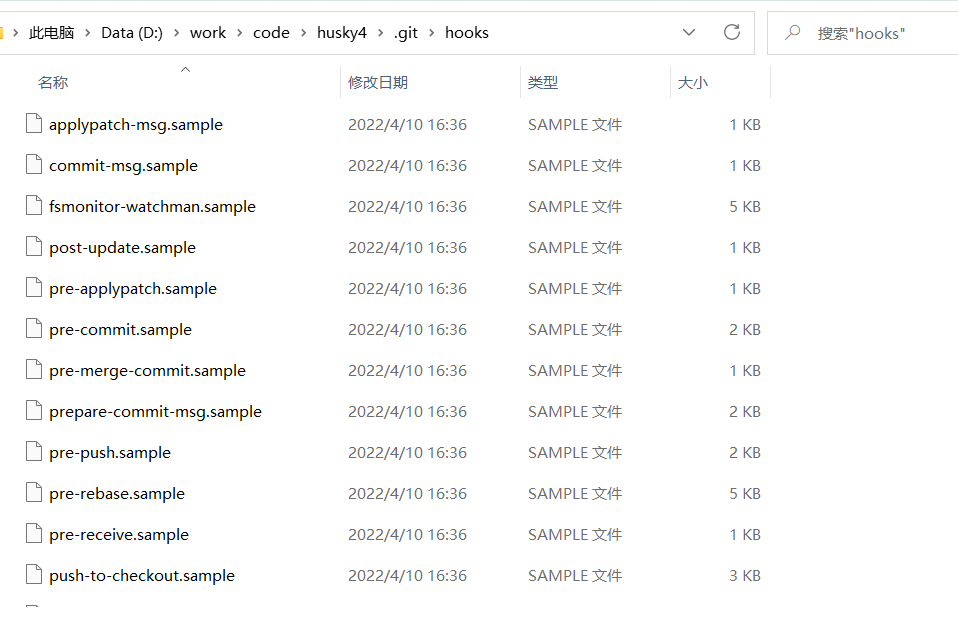 此电脑 Data (D:) work code husky4 .git hooks 搜索"hooks"
名称 修改日期 类型 大小
applypatch-msg.sample 2022/4/10 16:36 SAMPLE 文件 1 KB
commit-msg.sample 2022/4/10 16:36 SAMPLE 文件 1 KB
fsmonitor-watchman.sample 2022/4/10 16:36 SAMPLE 文件 5 KB
post-update.sample 2022/4/10 16:36 SAMPLE 文件 1 KB
pre-applypatch.sample 2022/4/10 16:36 SAMPLE 文件 1 KB
pre-commit.sample 2022/4/10 16:36 SAMPLE 文件 2 KB
pre-merge-commit.sample 2022/4/10 16:36 SAMPLE 文件 1 KB
prepare-commit-msg.sample 2022/4/10 16:36 SAMPLE 文件 2 KB
pre-push.sample 2022/4/10 16:36 SAMPLE 文件 2 KB
pre-rebase.sample 2022/4/10 16:36 SAMPLE 文件 5 KB
pre-receive.sample 2022/4/10 16:36 SAMPLE 文件 1 KB
push-to-checkout.sample 2022/4/10 16:36 SAMPLE 文件 3 KB